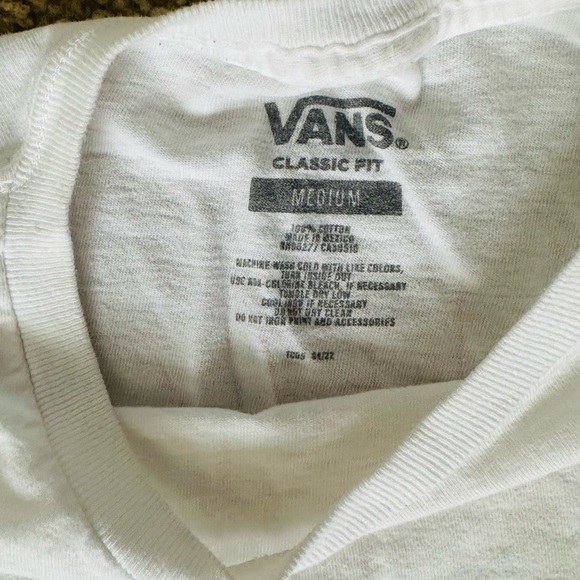 VANS®
CLASSIC FIT
MEDIUM
100% COTTON
MADE IN MEXICO
MACHINE WASH COLD WITH LIKE COLORS,
TURN INSIDE OUT
USE NON-CHLORINE BLEACH, IF NECESSARY
TUMBLE DRY LOW
COOL IRON IF NECESSARY
DO NOT DRY CLEAN
DO NOT IRON PRINT AND ACCESSORIES
04/22